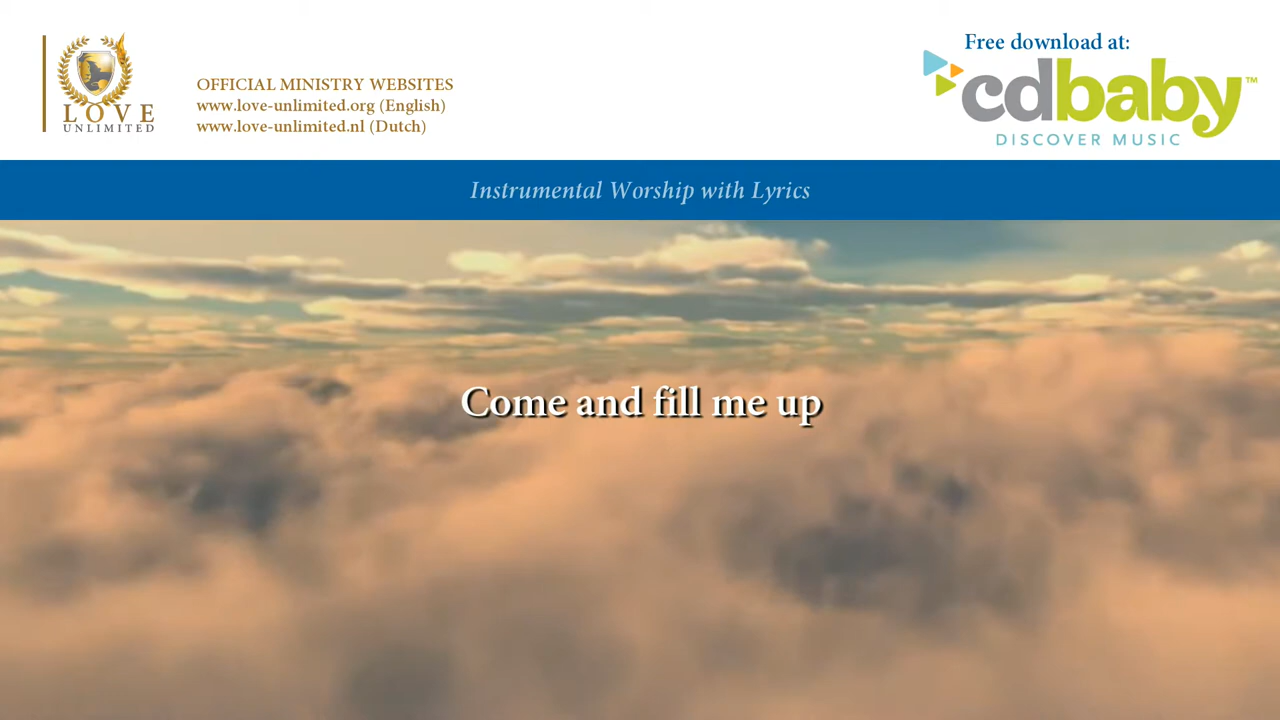 LOVE
UNLIMITED
OFFICIAL MINISTRY WEBSITES
www.love-unlimited.org (English)
www.love-unlimited.nl (Dutch)
Free download at:
cdbaby™
DISCOVER MUSIC
Instrumental Worship with Lyrics
Come and fill me up